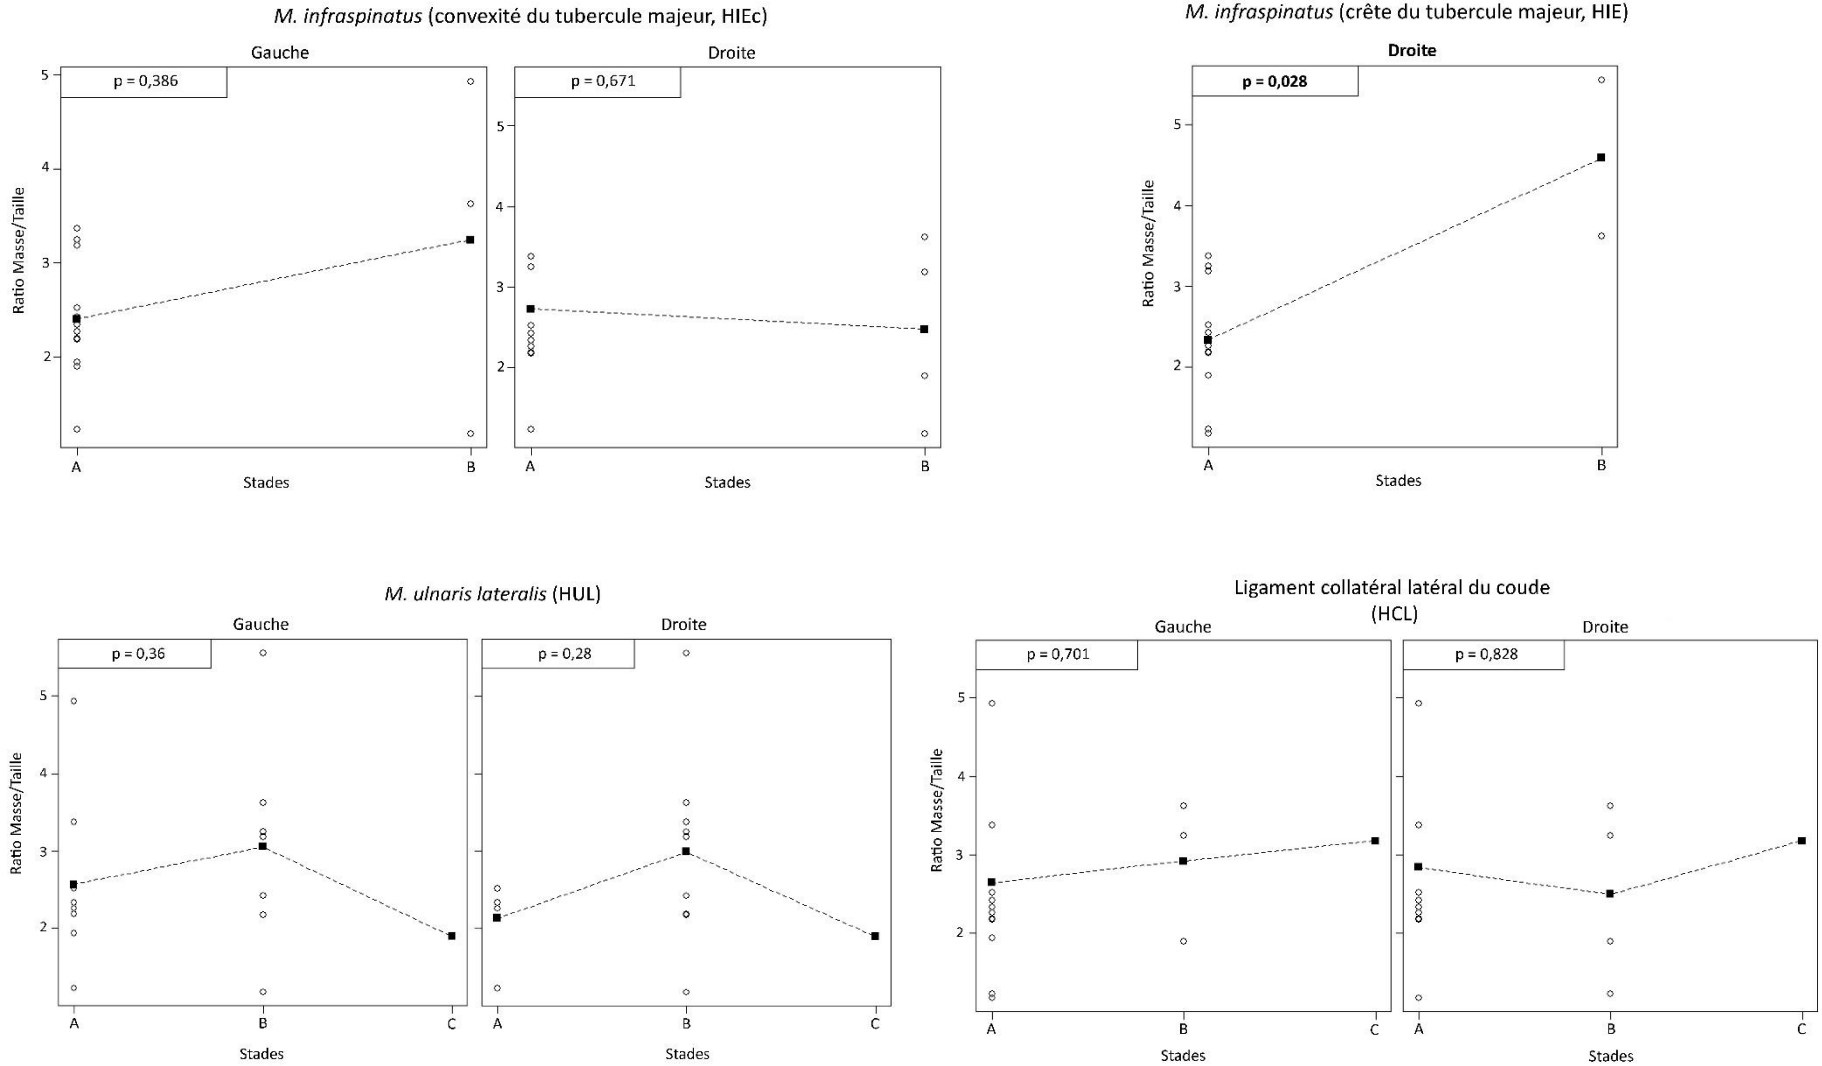 M. infraspinatus (convexité du tubercule majeur, HIEc)
Gauche
Droite
p = 0,386
p = 0,671
Ratio Masse/Taille
5
4
3
2
5
4
3
2
A
B
A
B
Stades
Stades
M. infraspinatus (crête du tubercule majeur, HIE)
Droite
p = 0,028
Ratio Masse/Taille
5
4
3
2
A
B
Stades
M. ulnaris lateralis (HUL)
Gauche
Droite
p = 0,36
p = 0,28
Ratio Masse/Taille
5
4
3
2
A
B
C
A
B
C
Stades
Stades
Ligament collatéral latéral du coude
(HCL)
Gauche
Droite
p = 0,701
p = 0,828
Ratio Masse/Taille
5
4
3
2
A
B
C
A
B
C
Stades
Stades